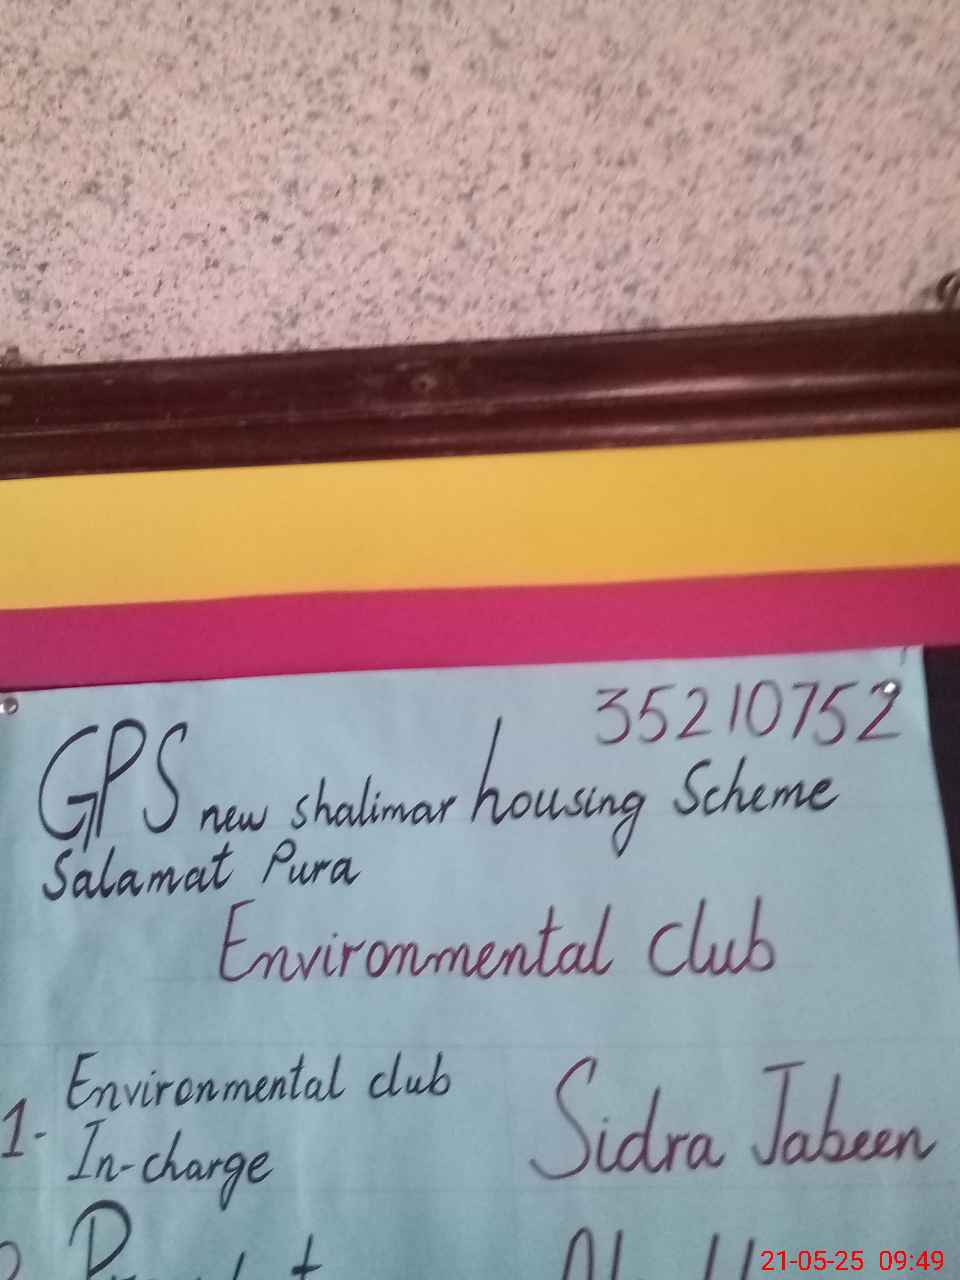 35210752
GPS new shalimar housing Scheme
Salamat Pura
Environmental club
1- Environmental club
In-charge
Sidra Jabeen
21-05-25 09:49